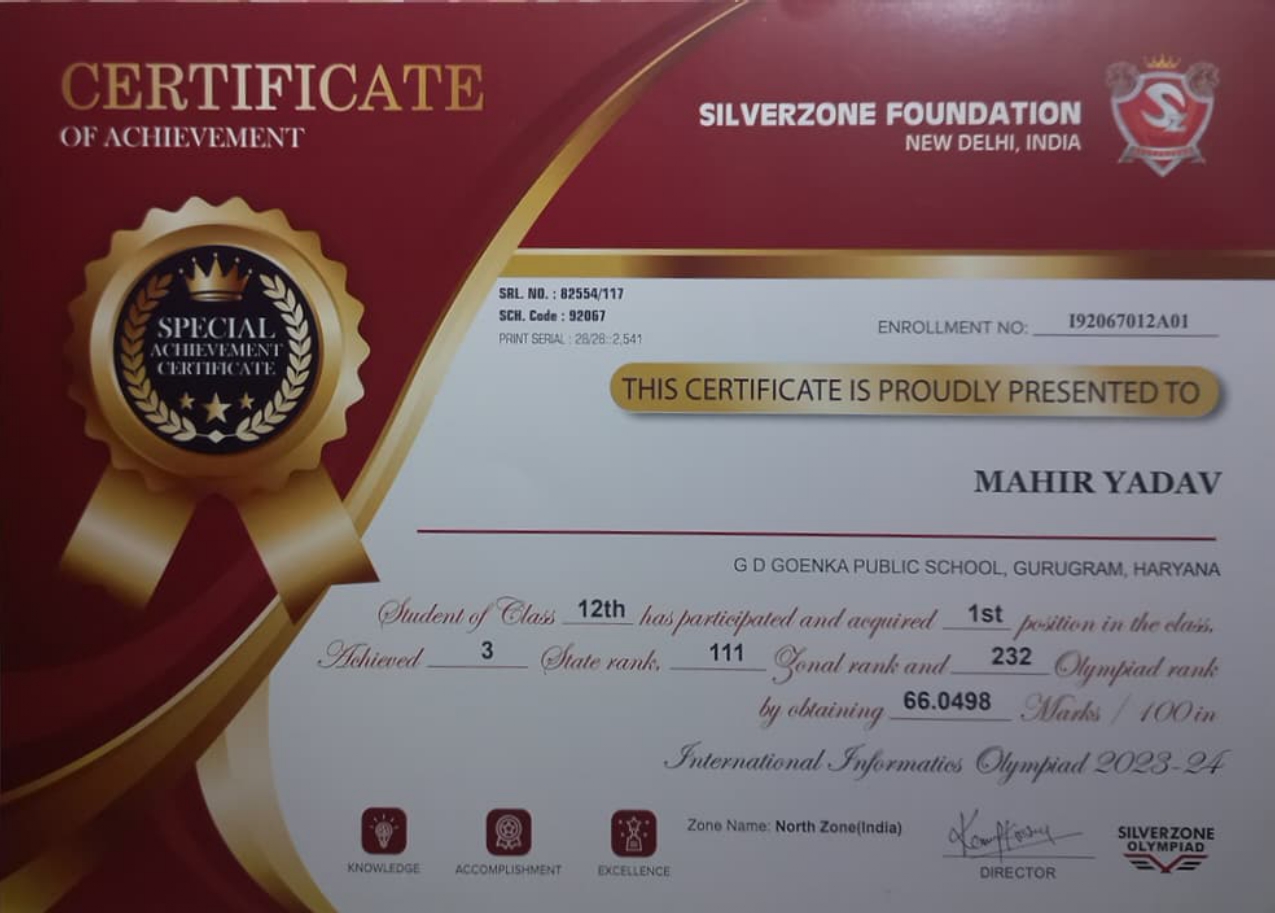 CERTIFICATE
OF ACHIEVEMENT
SILVERZONE FOUNDATION
NEW DELHI, INDIA
SPECIAL
ACHIEVEMENT
CERTIFICATE
SRL. NO. : 82554/117
SCH. Code : 92067
PRINT SERIAL : 28/28::2,541
ENROLLMENT NO: I92067012A01
THIS CERTIFICATE IS PROUDLY PRESENTED TO
MAHIR YADAV
G D GOENKA PUBLIC SCHOOL, GURUGRAM, HARYANA
Student of Class 12th has participated and acquired 1st position in the class.
Achieved 3 State rank, 111 Zonal rank and 232 Olympiad rank
by obtaining 66.0498 Marks / 100 in
International Informatics Olympiad 2023-24
KNOWLEDGE
ACCOMPLISHMENT
EXCELLENCE
Zone Name: North Zone(India)
DIRECTOR
SILVERZONE
OLYMPIAD